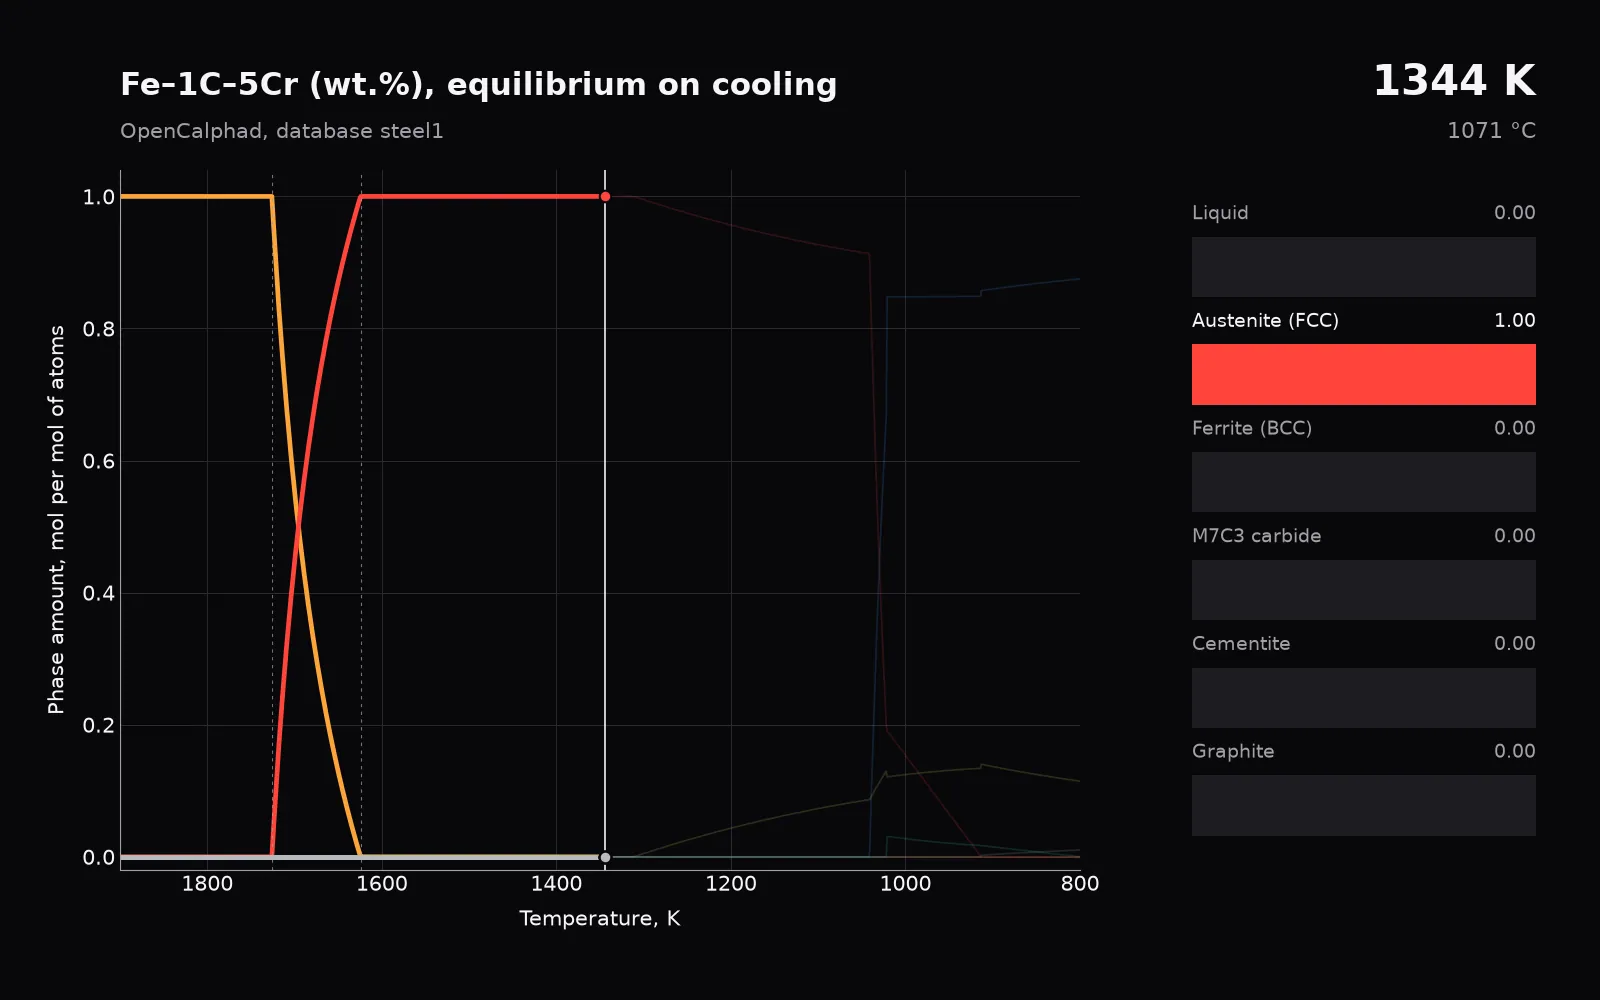 Fe–1C–5Cr (wt.%), equilibrium on cooling
OpenCalphad, database steel1
1344 K
1071 °C
Phase amount, mol per mol of atoms
1.0
0.8
0.6
0.4
0.2
0.0
1800 1600 1400 1200 1000 800
Temperature, K
Liquid 0.00
Austenite (FCC) 1.00
Ferrite (BCC) 0.00
M7C3 carbide 0.00
Cementite 0.00
Graphite 0.00